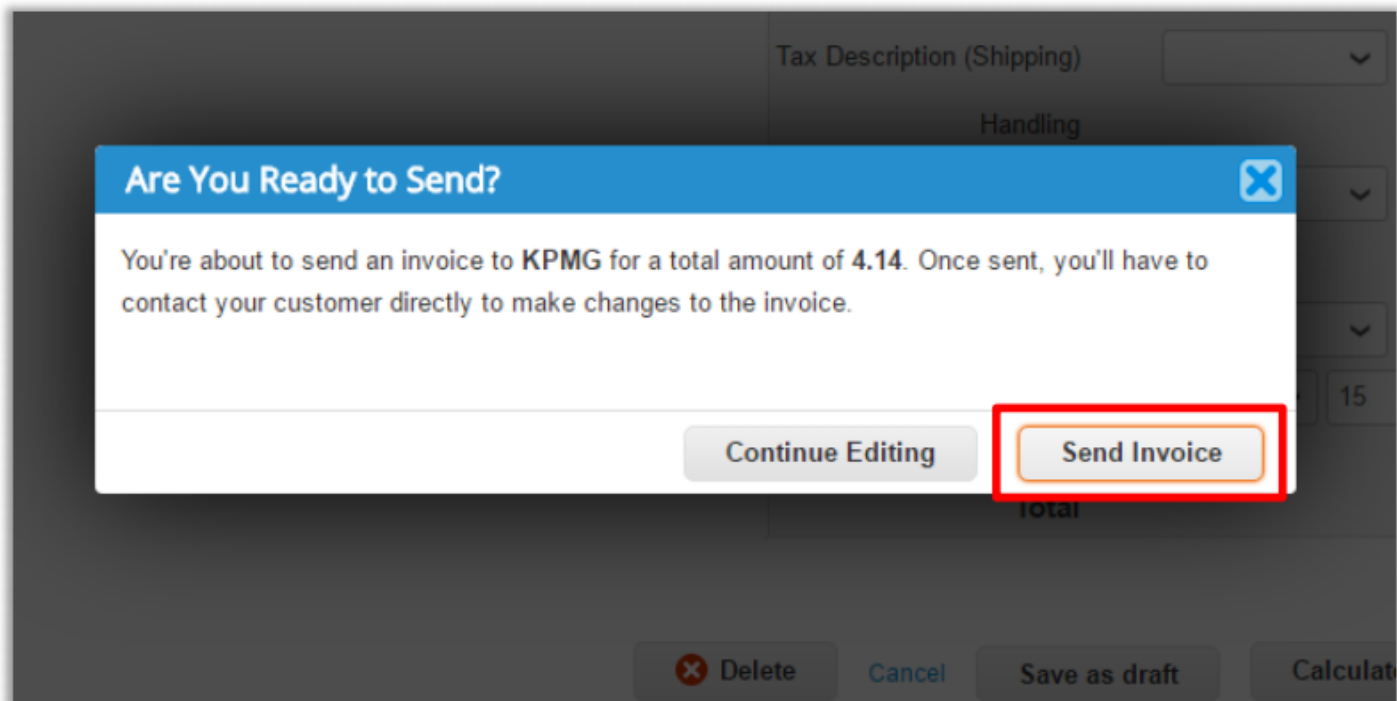 Tax Description (Shipping)
Handling
Are You Ready to Send?
You're about to send an invoice to KPMG for a total amount of 4.14. Once sent, you'll have to
contact your customer directly to make changes to the invoice.
15
Continue Editing
Send Invoice
Total
Delete
Cancel
Save as draft
Calculat